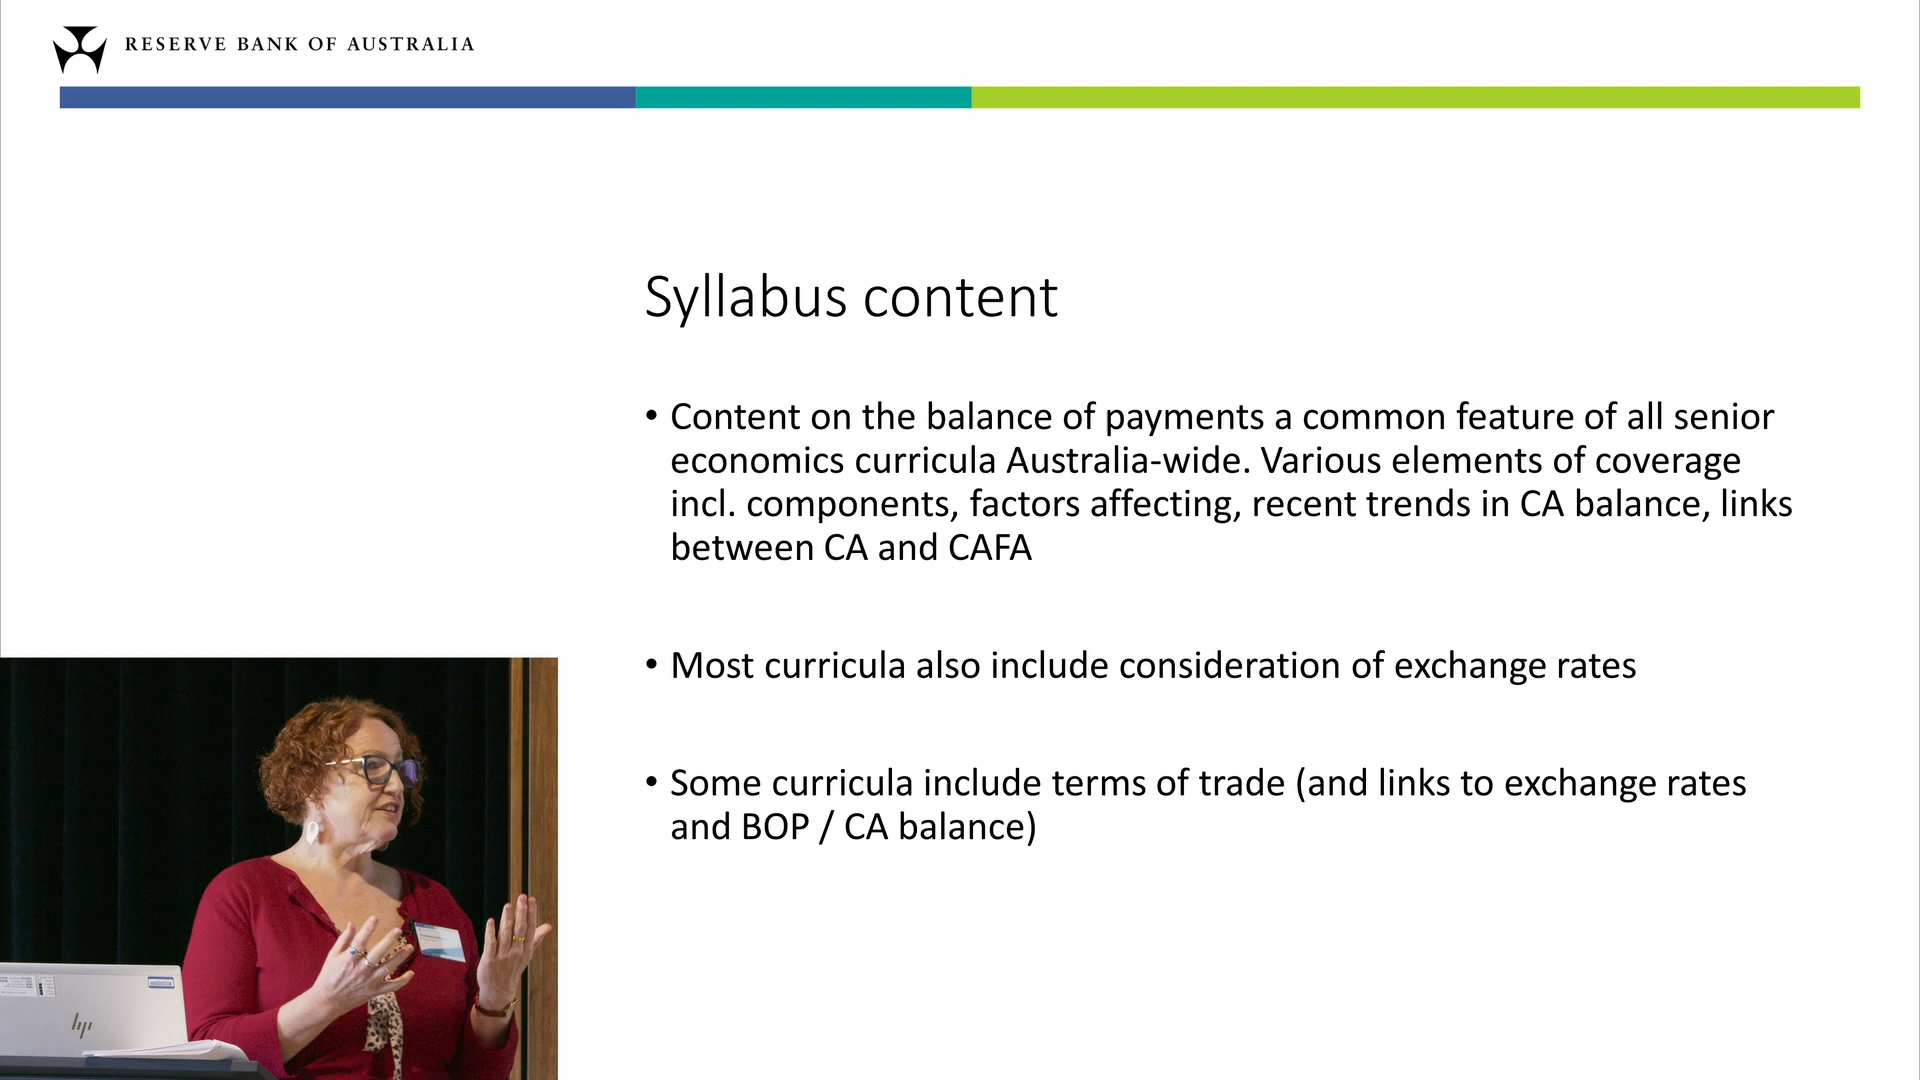 RESERVE BANK OF AUSTRALIA
Syllabus content
• Content on the balance of payments a common feature of all senior
economics curricula Australia-wide. Various elements of coverage
incl. components, factors affecting, recent trends in CA balance, links
between CA and CAFA
• Most curricula also include consideration of exchange rates
• Some curricula include terms of trade (and links to exchange rates
and BOP / CA balance)
hp